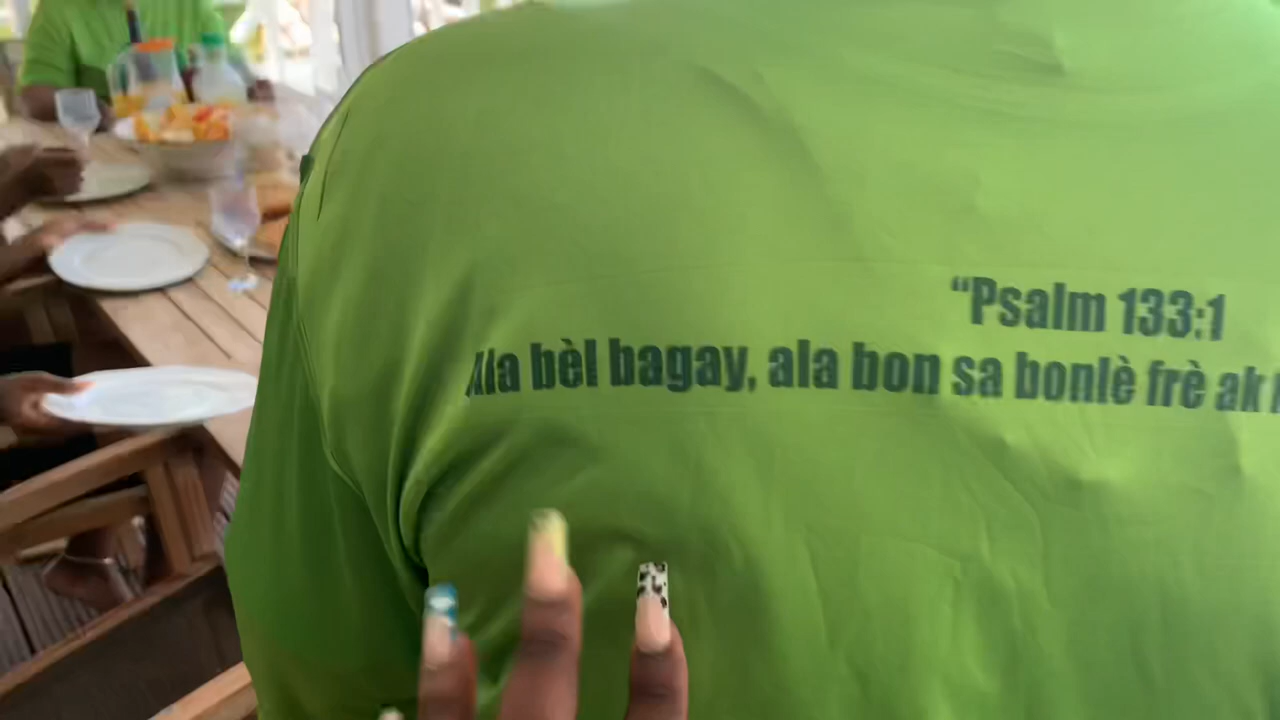 “Psalm 133:1
Ala bèl bagay, ala bon sa bonlè frè ak